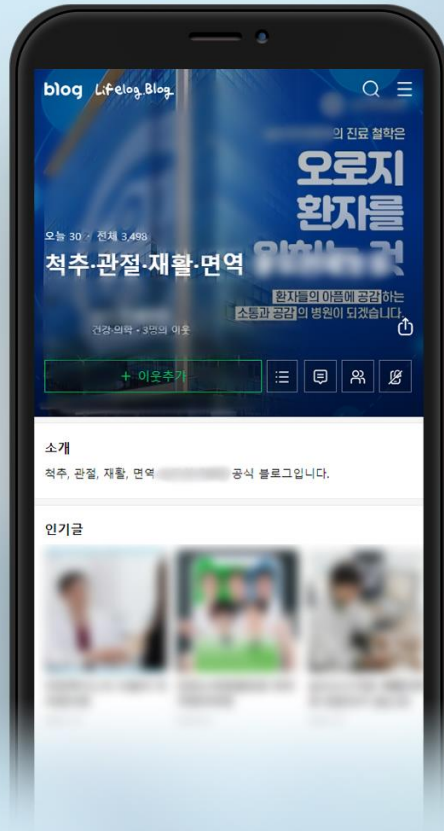 blog Lifelog.Blog
의 진료 철학은
오로지
환자를
위하는 것
오늘 30 · 전체 3,498
척추·관절·재활·면역
환자들의 아픔에 공감하는
소통과 공감의 병원이 되겠습니다.
건강·의학 · 3명의 이웃
+ 이웃추가
소개
척추, 관절, 재활, 면역 공식 블로그입니다.
인기글